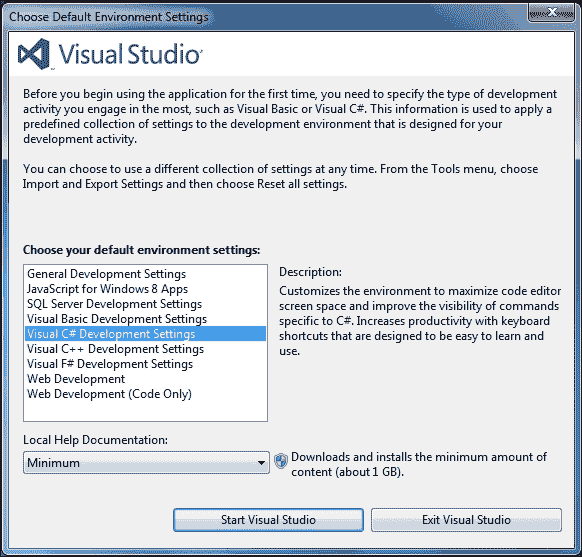 Choose Default Environment Settings
Visual Studio
Before you begin using the application for the first time, you need to specify the type of development
activity you engage in the most, such as Visual Basic or Visual C#. This information is used to apply a
predefined collection of settings to the development environment that is designed for your
development activity.
You can choose to use a different collection of settings at any time. From the Tools menu, choose
Import and Export Settings and then choose Reset all settings.
Choose your default environment settings:
General Development Settings
JavaScript for Windows 8 Apps
SQL Server Development Settings
Visual Basic Development Settings
Visual C# Development Settings
Visual C++ Development Settings
Visual F# Development Settings
Web Development
Web Development (Code Only)
Description:
Customizes the environment to maximize code editor
screen space and improve the visibility of commands
specific to C#. Increases productivity with keyboard
shortcuts that are designed to be easy to learn and
use.
Local Help Documentation:
Minimum
Downloads and installs the minimum amount of
content (about 1 GB).
Start Visual Studio
Exit Visual Studio